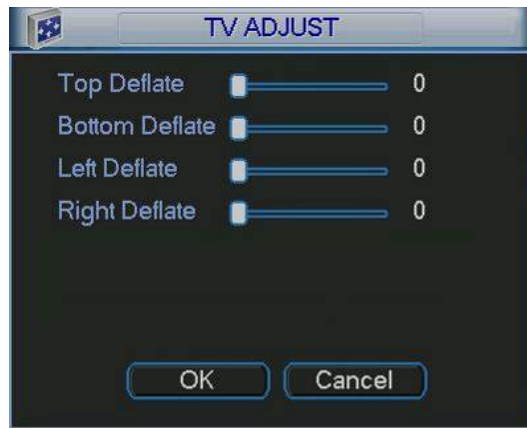 TV ADJUST
Top Deflate 0
Bottom Deflate 0
Left Deflate 0
Right Deflate 0
OK Cancel